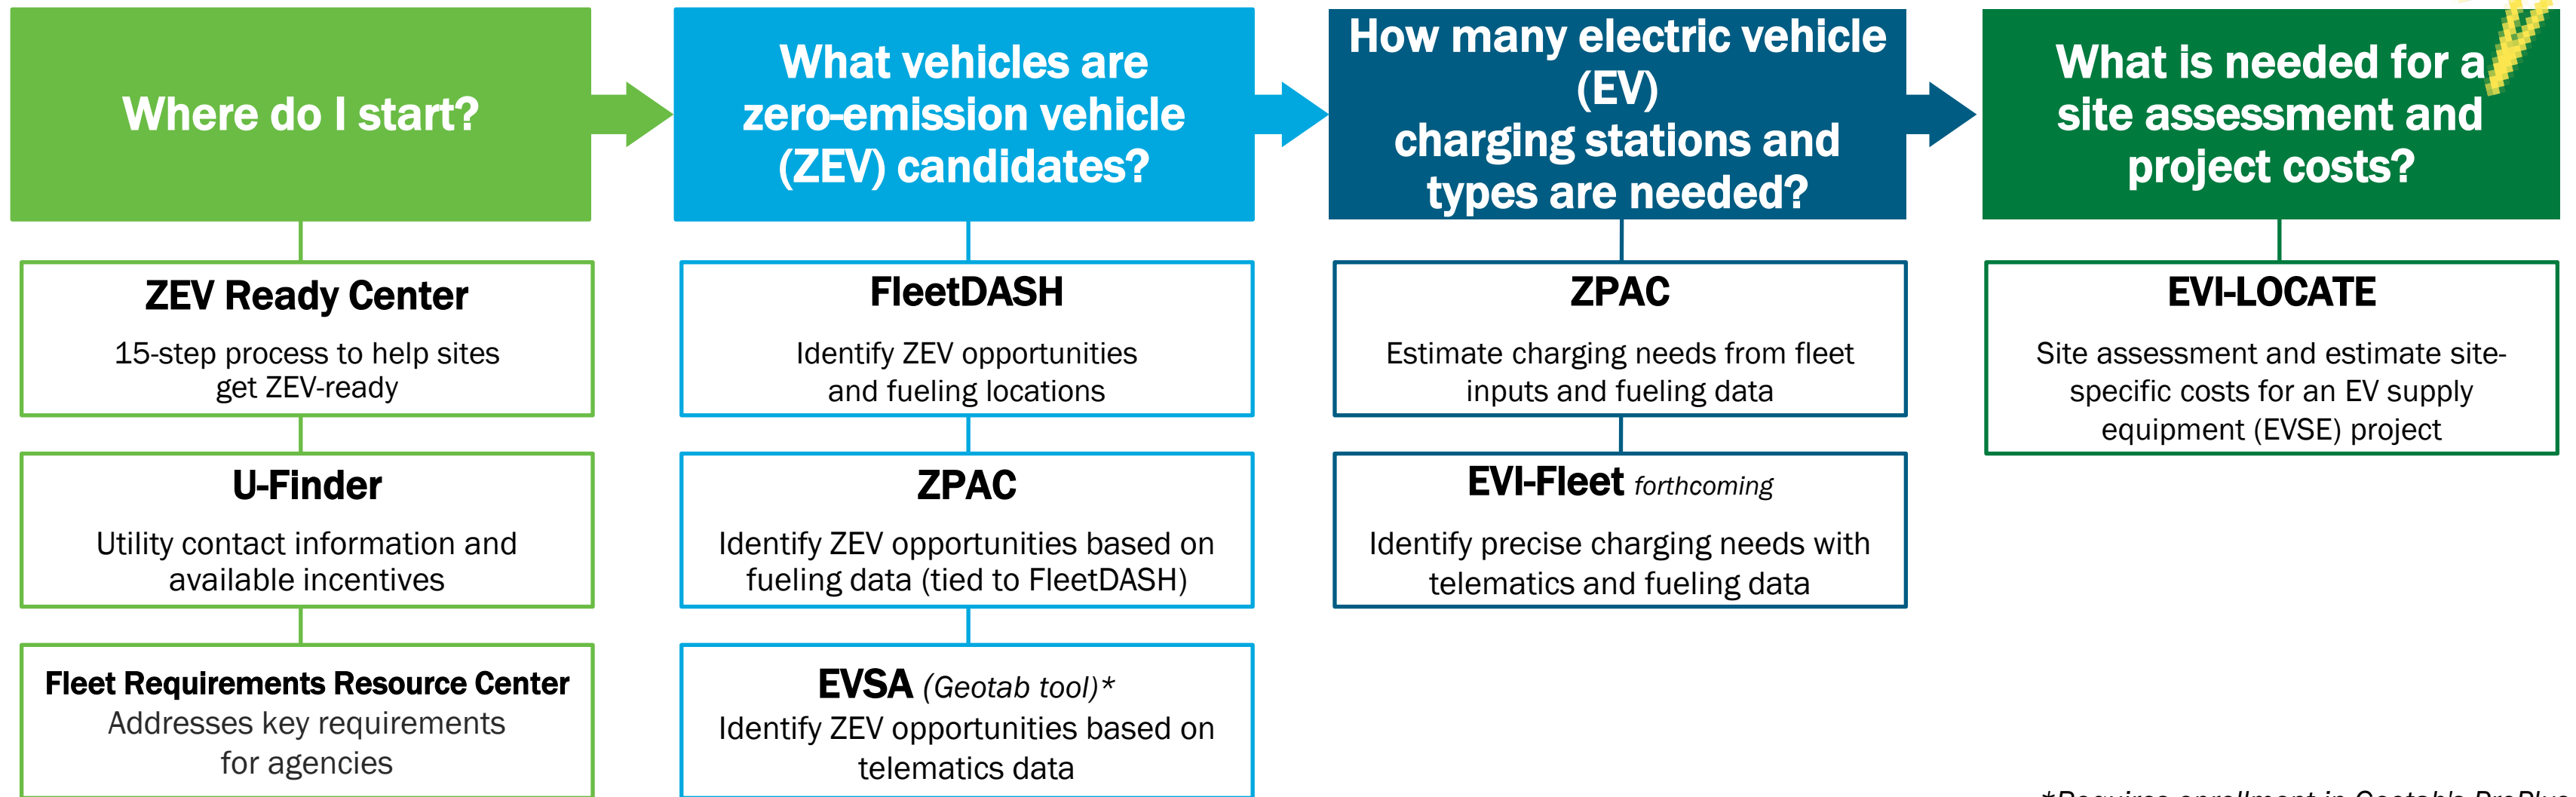 Where do I start?
ZEV Ready Center
15-step process to help sites
get ZEV-ready
U-Finder
Utility contact information and
available incentives
Fleet Requirements Resource Center
Addresses key requirements
for agencies
What vehicles are
zero-emission vehicle
(ZEV) candidates?
FleetDASH
Identify ZEV opportunities
and fueling locations
ZPAC
Identify ZEV opportunities based on
fueling data (tied to FleetDASH)
EVSA (Geotab tool)*
Identify ZEV opportunities based on
telematics data
How many electric vehicle
(EV)
charging stations and
types are needed?
ZPAC
Estimate charging needs from fleet
inputs and fueling data
EVI-Fleet forthcoming
Identify precise charging needs with
telematics and fueling data
What is needed for a
site assessment and
project costs?
EVI-LOCATE
Site assessment and estimate site-
specific costs for an EV supply
equipment (EVSE) project
*Requires enrollment in Geotab's ProPlus